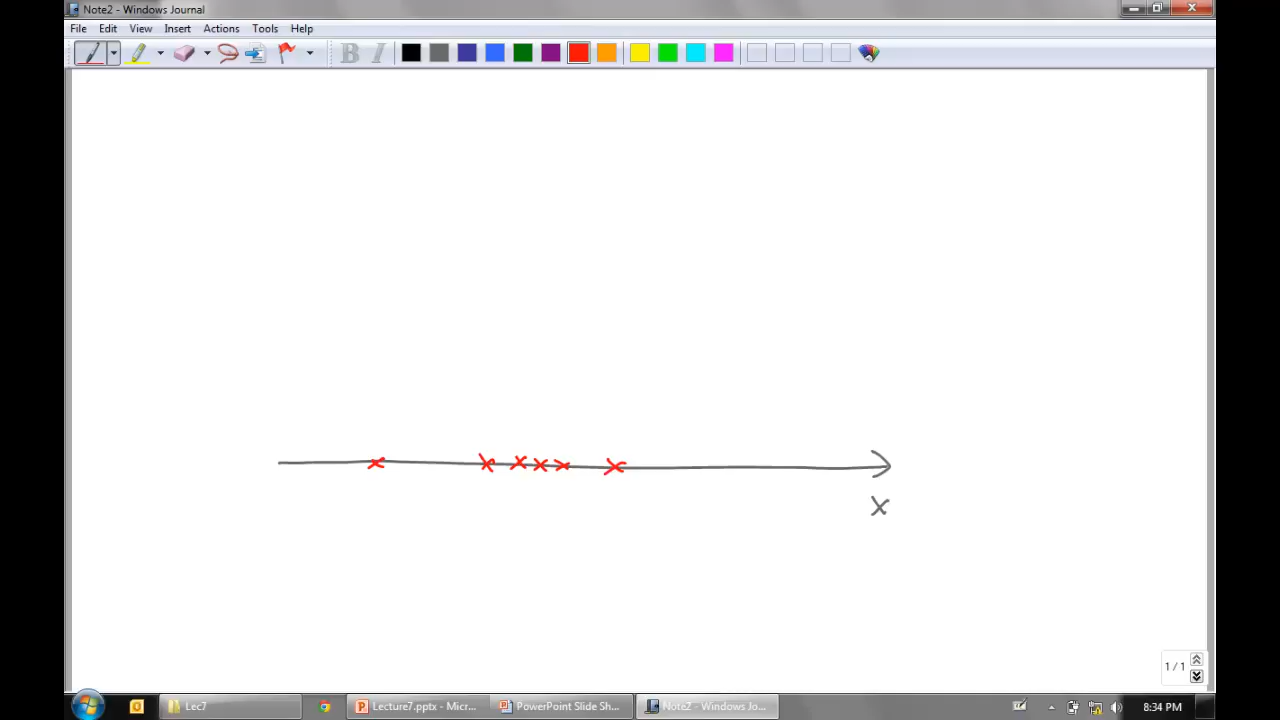 Note2 - Windows Journal
File Edit View Insert Actions Tools Help
B I
x
1 / 1
Lec7 Lecture7.pptx - Micr... PowerPoint Slide Sh... Note2 - Windows Jo... 8:34 PM